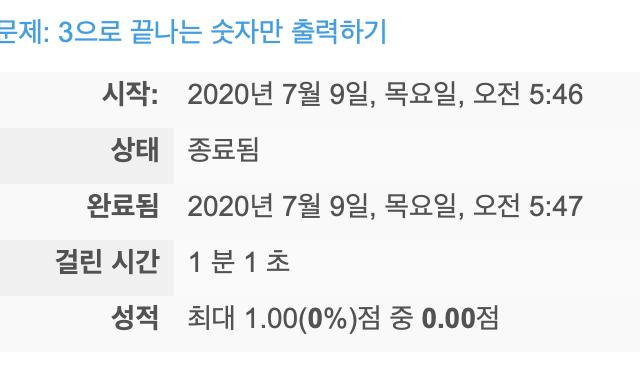 문제: 3으로 끝나는 숫자만 출력하기
시작: 2020년 7월 9일, 목요일, 오전 5:46
상태 종료됨
완료됨 2020년 7월 9일, 목요일, 오전 5:47
걸린 시간 1 분 1 초
성적 최대 1.00(0%)점 중 0.00점